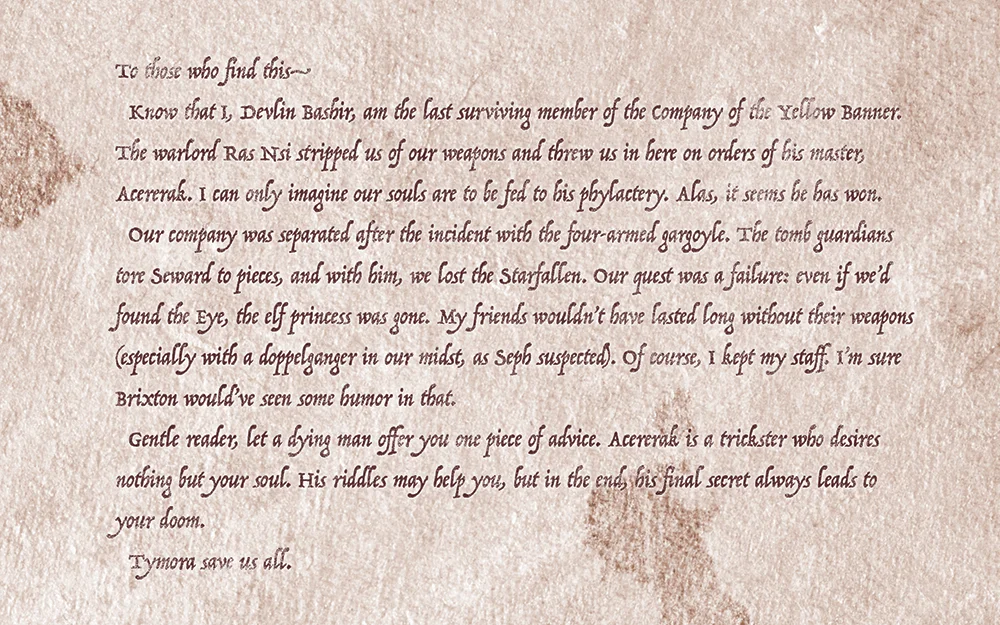 To those who find this~
Know that I, Devlin Bashir, am the last surviving member of the Company of the Yellow Banner.
The warlord Ras Nsi stripped us of our weapons and threw us in here on orders of his master,
Acererak. I can only imagine our souls are to be fed to his phylactery. Alas, it seems he has won.
Our company was separated after the incident with the four-armed gargoyle. The tomb guardians
tore Seward to pieces, and with him, we lost the Starfallen. Our quest was a failure: even if we'd
found the Eye, the elf princess was gone. My friends wouldn't have lasted long without their weapons
(especially with a doppelganger in our midst, as Seph suspected). Of course, I kept my staff. I'm sure
Brixton would've seen some humor in that.
Gentle reader, let a dying man offer you one piece of advice. Acererak is a trickster who desires
nothing but your soul. His riddles may help you, but in the end, his final secret always leads to
your doom.
Tymora save us all.